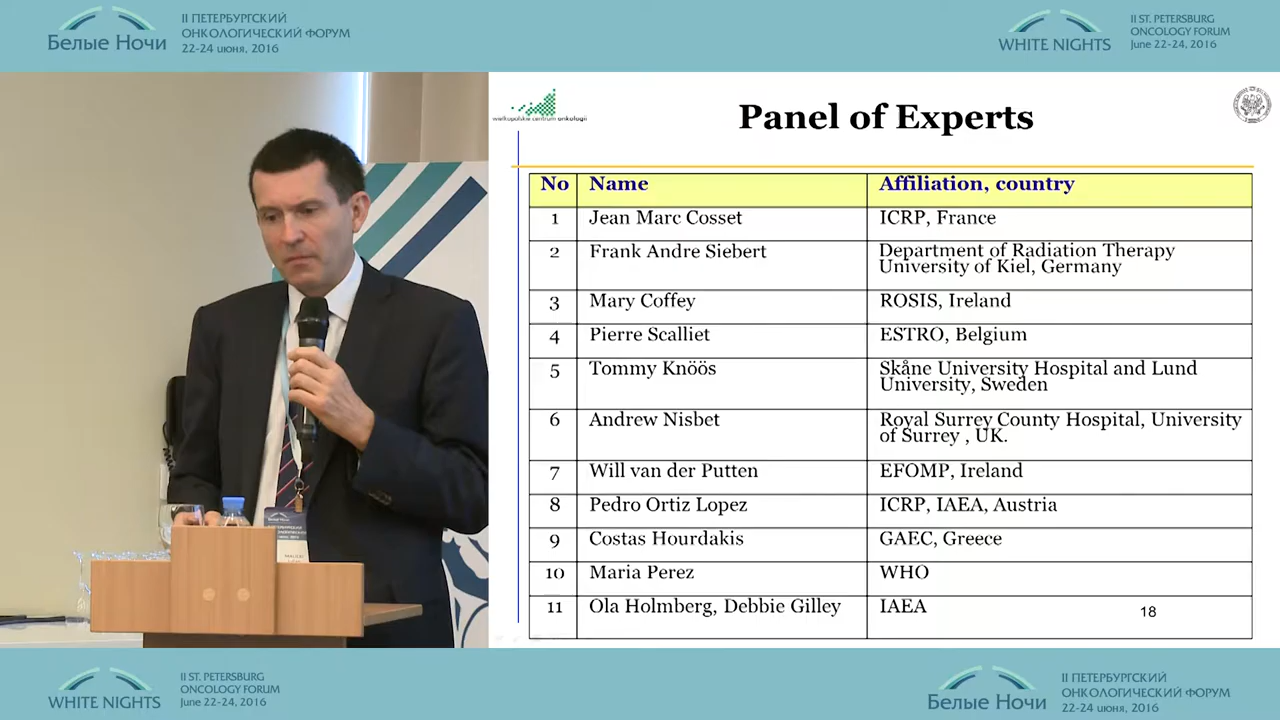 Белые Ночи
II ПЕТЕРБУРГСКИЙ
ОНКОЛОГИЧЕСКИЙ ФОРУМ
22-24 июня, 2016
WHITE NIGHTS
II ST. PETERSBURG
ONCOLOGY FORUM
June 22-24, 2016
wielkopolskie centrum onkologii
Panel of Experts
No Name Affiliation, country
1 Jean Marc Cosset ICRP, France
2 Frank Andre Siebert Department of Radiation Therapy
University of Kiel, Germany
3 Mary Coffey ROSIS, Ireland
4 Pierre Scalliet ESTRO, Belgium
5 Tommy Knöös Skåne University Hospital and Lund
University, Sweden
6 Andrew Nisbet Royal Surrey County Hospital, University
of Surrey , UK.
7 Will van der Putten EFOMP, Ireland
8 Pedro Ortiz Lopez ICRP, IAEA, Austria
9 Costas Hourdakis GAEC, Greece
10 Maria Perez WHO
11 Ola Holmberg, Debbie Gilley IAEA
18
WHITE NIGHTS
II ST. PETERSBURG
ONCOLOGY FORUM
June 22-24, 2016
Белые Ночи
II ПЕТЕРБУРГСКИЙ
ОНКОЛОГИЧЕСКИЙ ФОРУМ
22-24 июня, 2016